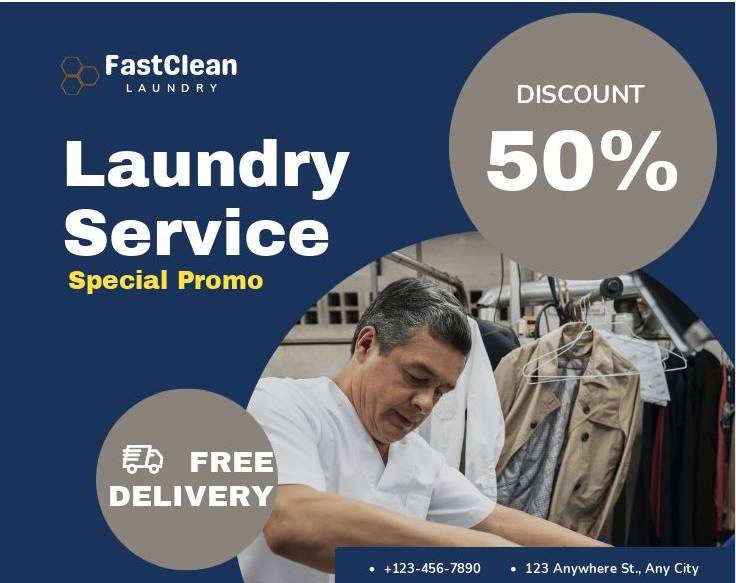 FastClean
LAUNDRY
DISCOUNT
50%
Laundry
Service
Special Promo
FREE
DELIVERY
• +123-456-7890 • 123 Anywhere St., Any City